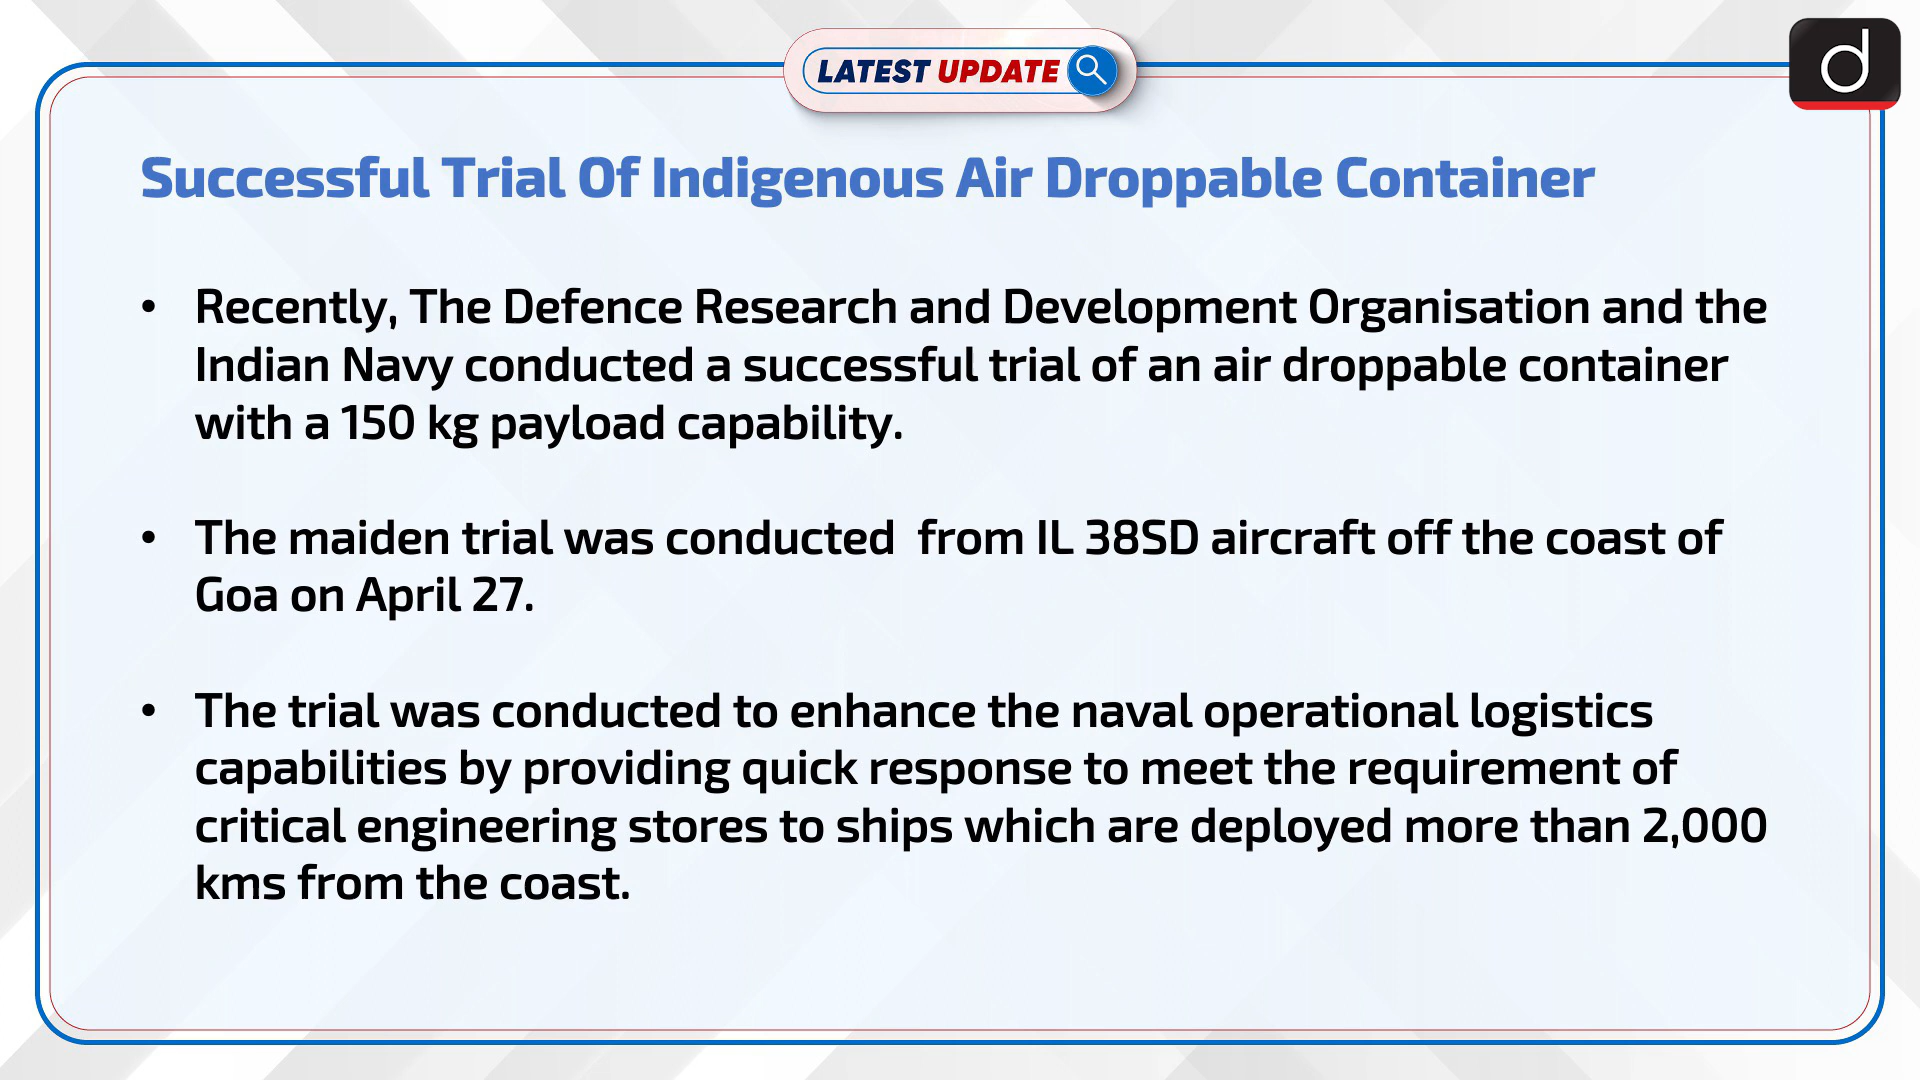 LATEST UPDATE
d
Successful Trial Of Indigenous Air Droppable Container
• Recently, The Defence Research and Development Organisation and the
Indian Navy conducted a successful trial of an air droppable container
with a 150 kg payload capability.
• The maiden trial was conducted  from IL 38SD aircraft off the coast of
Goa on April 27.
• The trial was conducted to enhance the naval operational logistics
capabilities by providing quick response to meet the requirement of
critical engineering stores to ships which are deployed more than 2,000
kms from the coast.